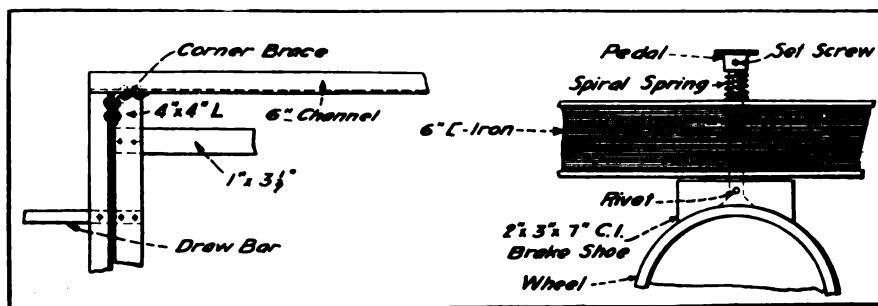 Corner Brace
4"x4" L
6" Channel
1"x 3½"
Draw Bar
Pedal
Set Screw
Spiral Spring
6" C-Iron
Rivet
2"x 3"x 7" C.I.
Brake Shoe
Wheel